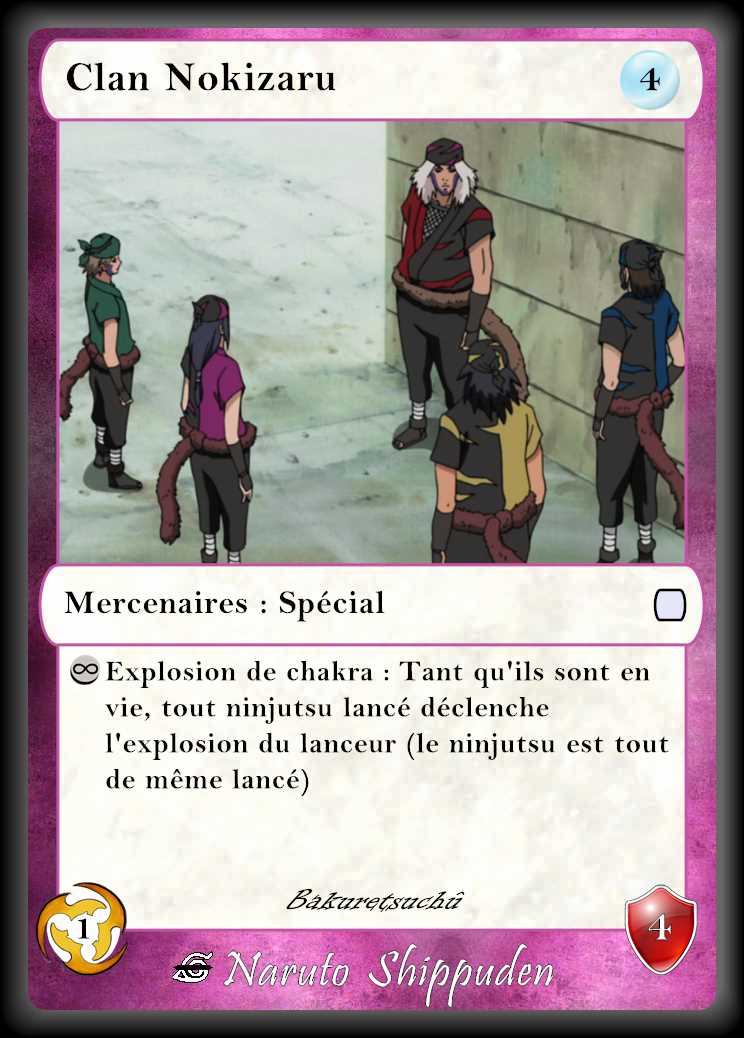 Clan Nokizaru
4
Mercenaires : Spécial
∞ Explosion de chakra : Tant qu'ils sont en
vie, tout ninjutsu lancé déclenche
l'explosion du lanceur (le ninjutsu est tout
de même lancé)
Bakuretsuchû
1
4
Naruto Shippuden